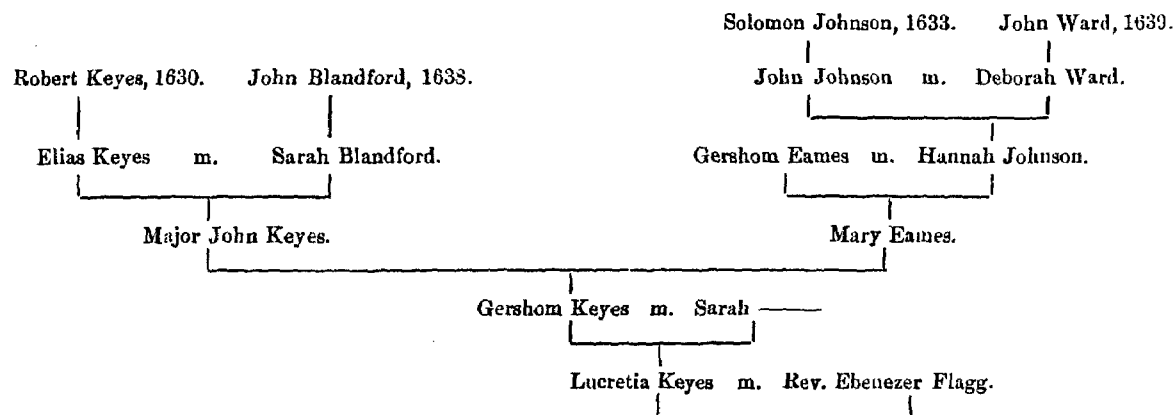 Solomon Johnson, 1633. John Ward, 1639.
Robert Keyes, 1630. John Blandford, 1638. John Johnson m. Deborah Ward.
Elias Keyes m. Sarah Blandford. Gershom Eames m. Hannah Johnson.
Major John Keyes. Mary Eames.
Gershom Keyes m. Sarah ——
Lucretia Keyes m. Rev. Ebenezer Flagg.